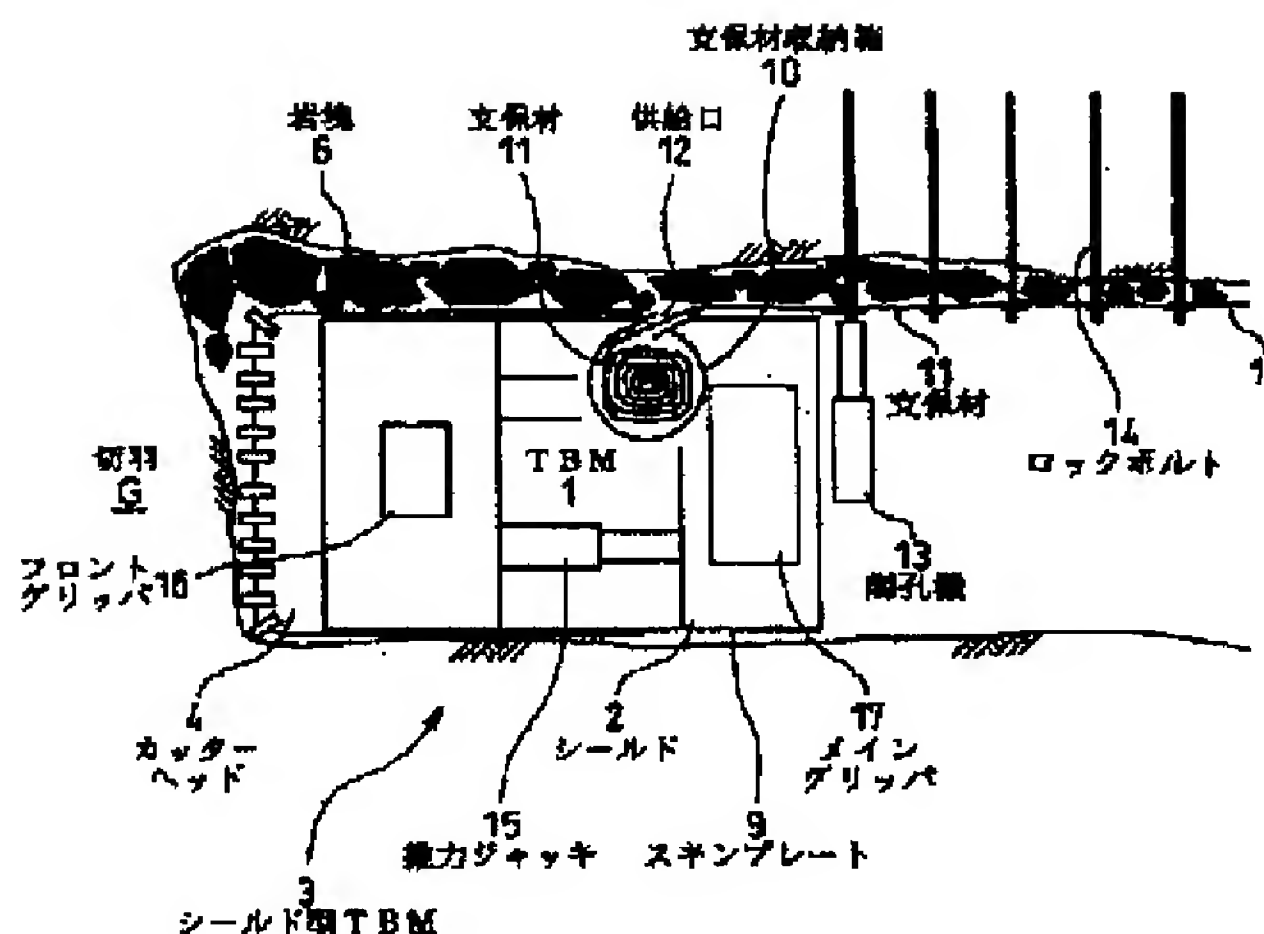 支保材収納箱
10
岩塊
6
支保材
11
供給口
12
11
支保材
14
ロックボルト
TBM
1
切羽
G
フロント
グリッパ 16
13
削孔機
4
カッター
ヘッド
2
シールド
17
メイン
グリッパ
15
推力ジャッキ
9
スキンプレート
3
シールド型TBM